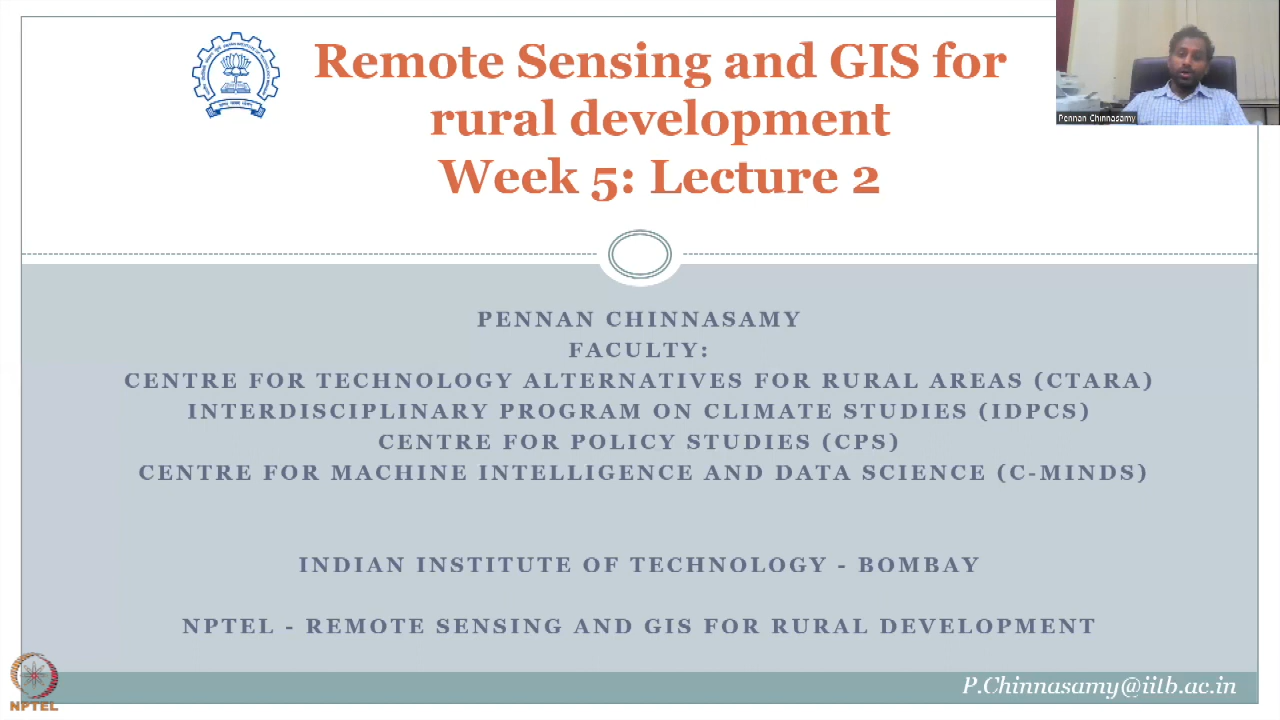 Remote Sensing and GIS for
rural development
Week 5: Lecture 2
Pennan Chinnasamy
PENNAN CHINNASAMY
FACULTY:
CENTRE FOR TECHNOLOGY ALTERNATIVES FOR RURAL AREAS (CTARA)
INTERDISCIPLINARY PROGRAM ON CLIMATE STUDIES (IDPCS)
CENTRE FOR POLICY STUDIES (CPS)
CENTRE FOR MACHINE INTELLIGENCE AND DATA SCIENCE (C-MINDS)
INDIAN INSTITUTE OF TECHNOLOGY - BOMBAY
NPTEL - REMOTE SENSING AND GIS FOR RURAL DEVELOPMENT
NPTEL
P.Chinnasamy@iitb.ac.in